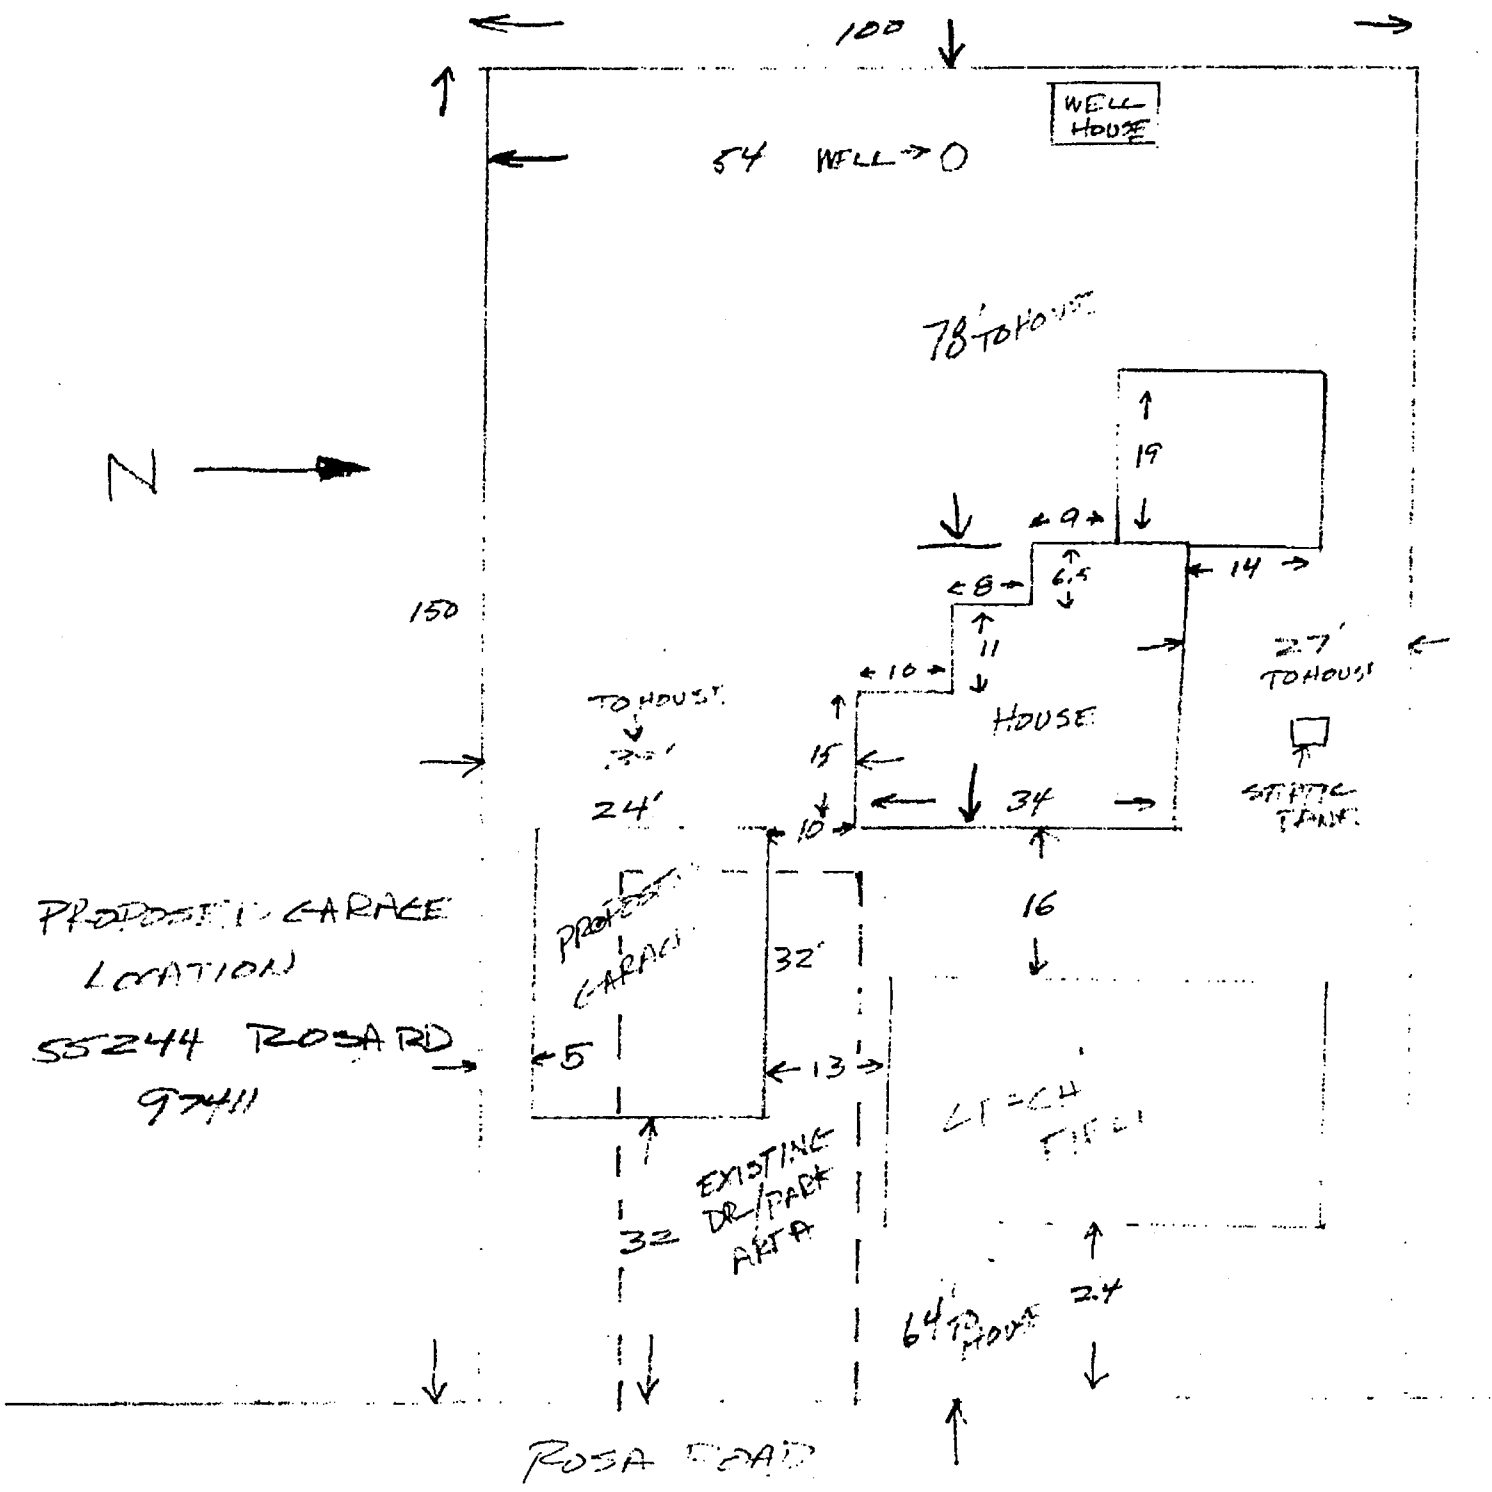 100
WELL
HOUSE
54 WELL
78' TO HOUSE
19
N
9
8
6.5
14
150
11
27'
TO HOUSE
10
TO HOUSE
HOUSE
15
24'
34
10
PROPOSED GARAGE
LOCATION
55244 ROSA RD
97411
PROPOSED
GARAGE
32'
16
5
13
EXISTING
DR/PARK
AREA
32
64' TO
HOUSE
24
ROSA ROAD